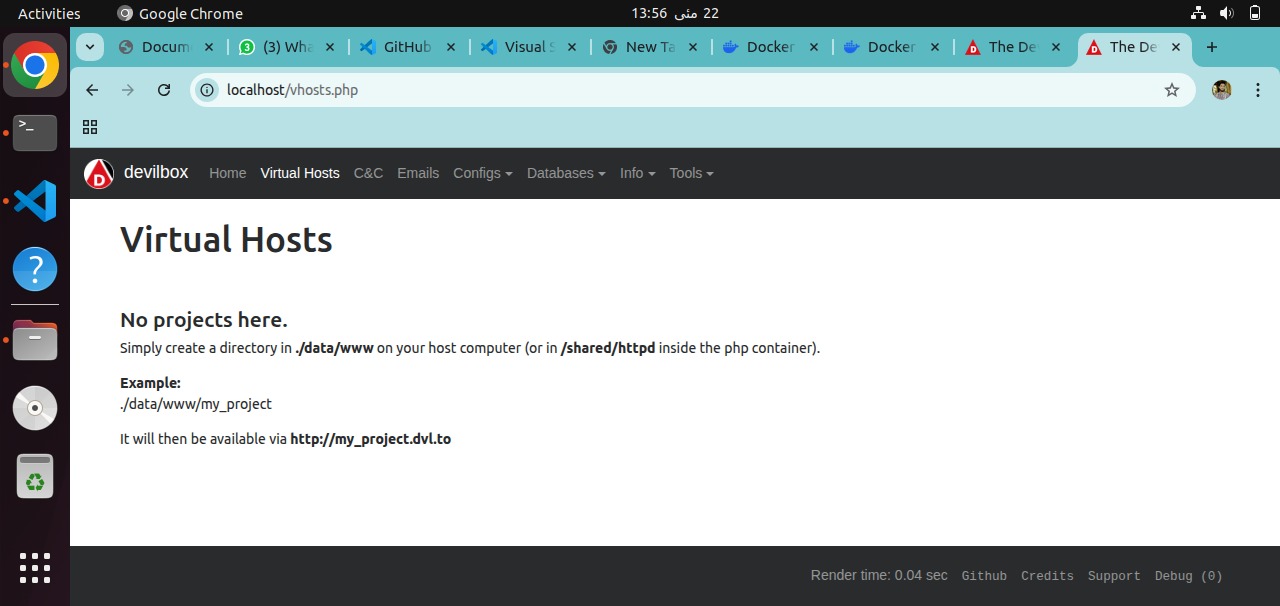 Activities Google Chrome 22 مئی 13:56
Docum (3) Wha GitHub Visual S New Ta Docker Docker The De The De
localhost/vhosts.php
devilbox Home Virtual Hosts C&C Emails Configs Databases Info Tools
Virtual Hosts
No projects here.
Simply create a directory in ./data/www on your host computer (or in /shared/httpd inside the php container).
Example:
./data/www/my_project
It will then be available via http://my_project.dvl.to
Render time: 0.04 sec Github Credits Support Debug (0)